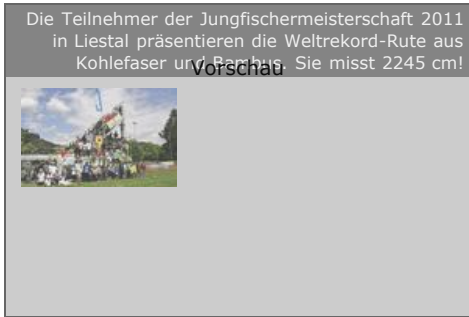 Die Teilnehmer der Jungfischermeisterschaft 2011
in Liestal präsentieren die Weltrekord-Rute aus
Kohlefaser und Bambus. Sie misst 2245 cm!
Vorschau